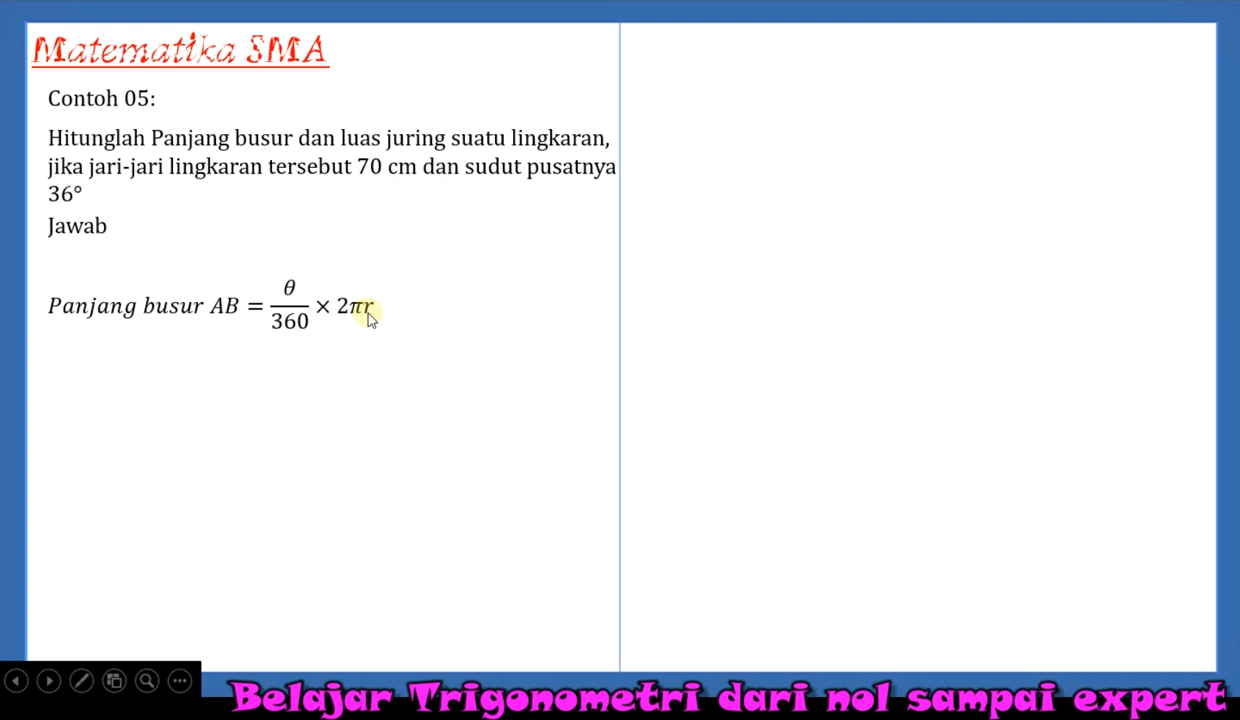 Matematika SMA
Contoh 05:
Hitunglah Panjang busur dan luas juring suatu lingkaran,
jika jari-jari lingkaran tersebut 70 cm dan sudut pusatnya
36°
Jawab
Panjang busur AB = θ/360 × 2πr
Belajar Trigonometri dari nol sampai expert